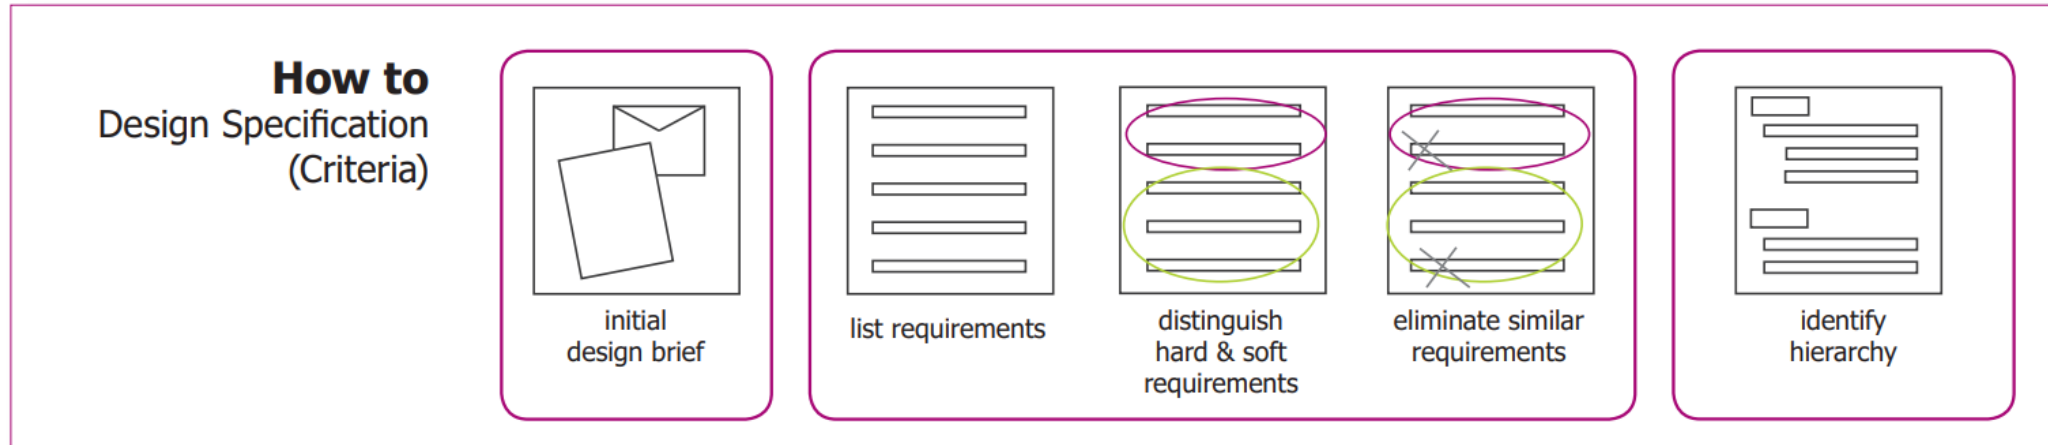 How to
Design Specification
(Criteria)
initial
design brief
list requirements
distinguish
hard & soft
requirements
eliminate similar
requirements
identify
hierarchy